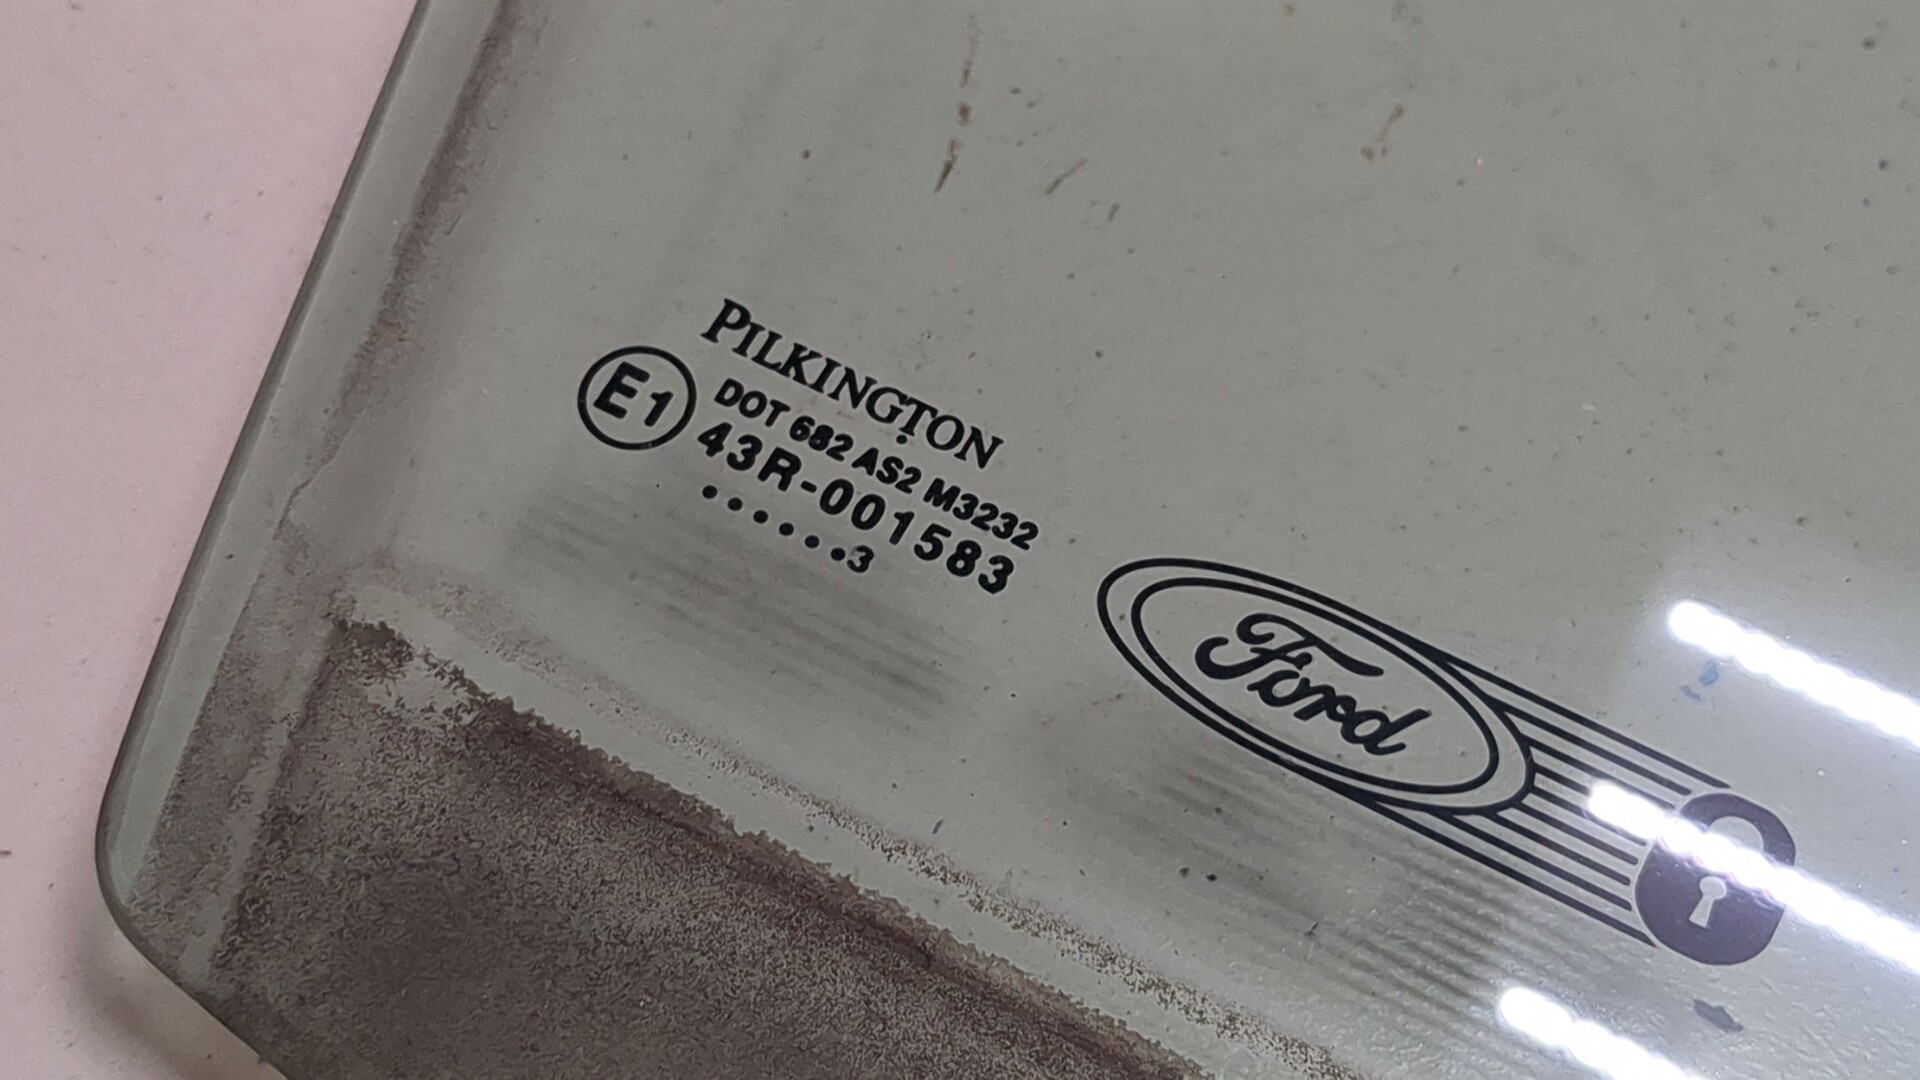 PILKINGTON
E1
DOT 682 AS2 M3232
43R-001583
......3
Ford